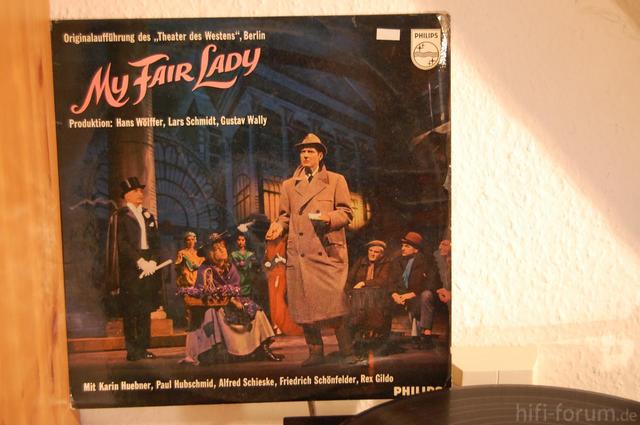 Originalaufführung des „Theater des Westens", Berlin
PHILIPS
My Fair Lady
Produktion: Hans Wölffer, Lars Schmidt, Gustav Wally
Mit Karin Huebner, Paul Hubschmid, Alfred Schieske, Friedrich Schönfelder, Rex Gildo
PHILIPS
hifi-forum.de